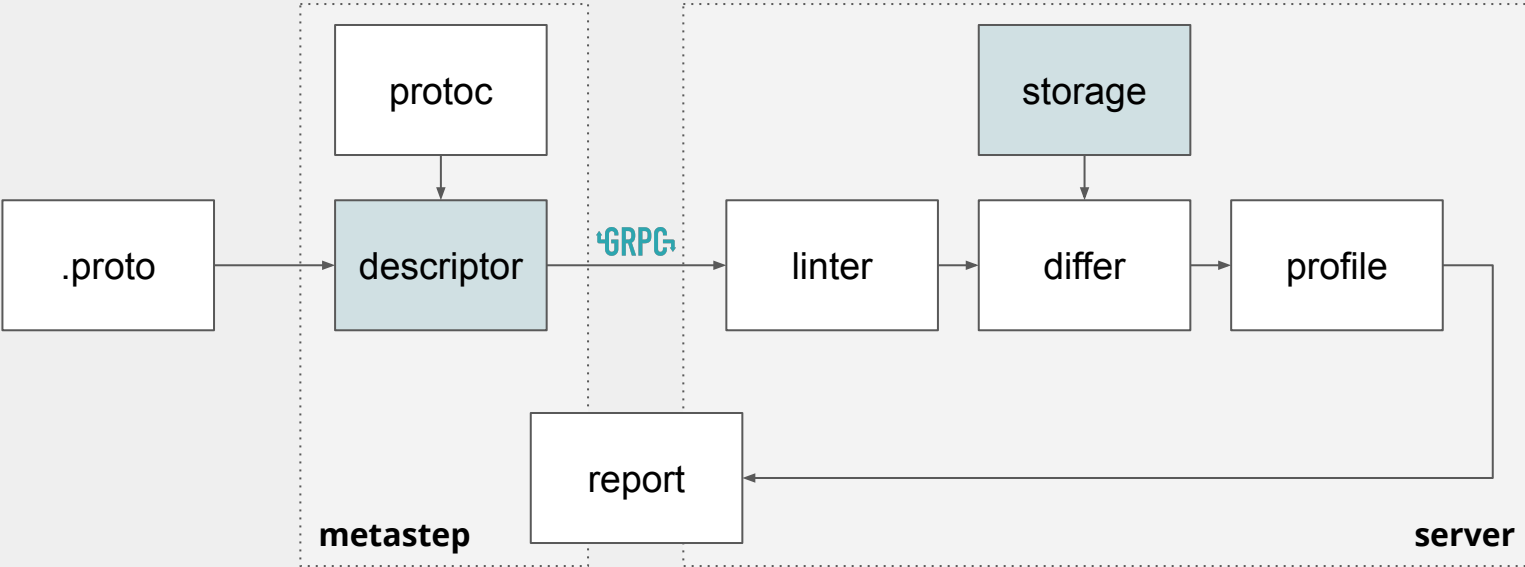 protoc
storage
.proto
descriptor
GRPC
linter
differ
profile
report
metastep
server